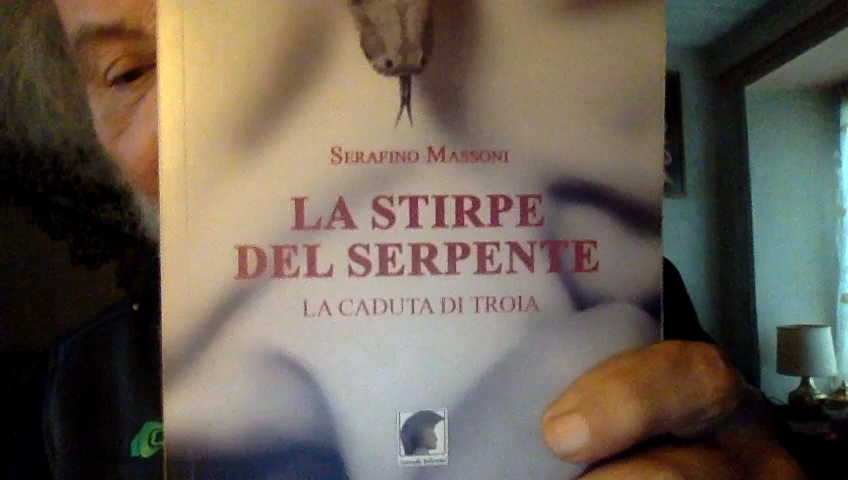 SERAFINO MASSONI
LA STIRPE
DEL SERPENTE
LA CADUTA DI TROIA